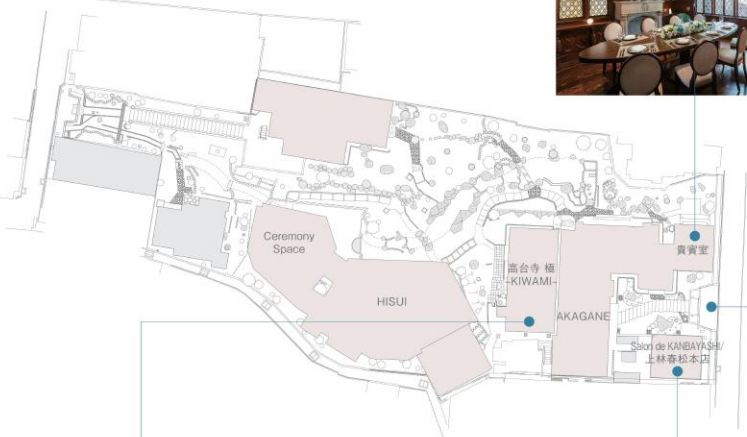 Ceremony
Space
HISUI
高台寺 極
-KIWAMI-
AKAGANE
貴賓室
Salon de KANBAYASHI/
上林春松本店